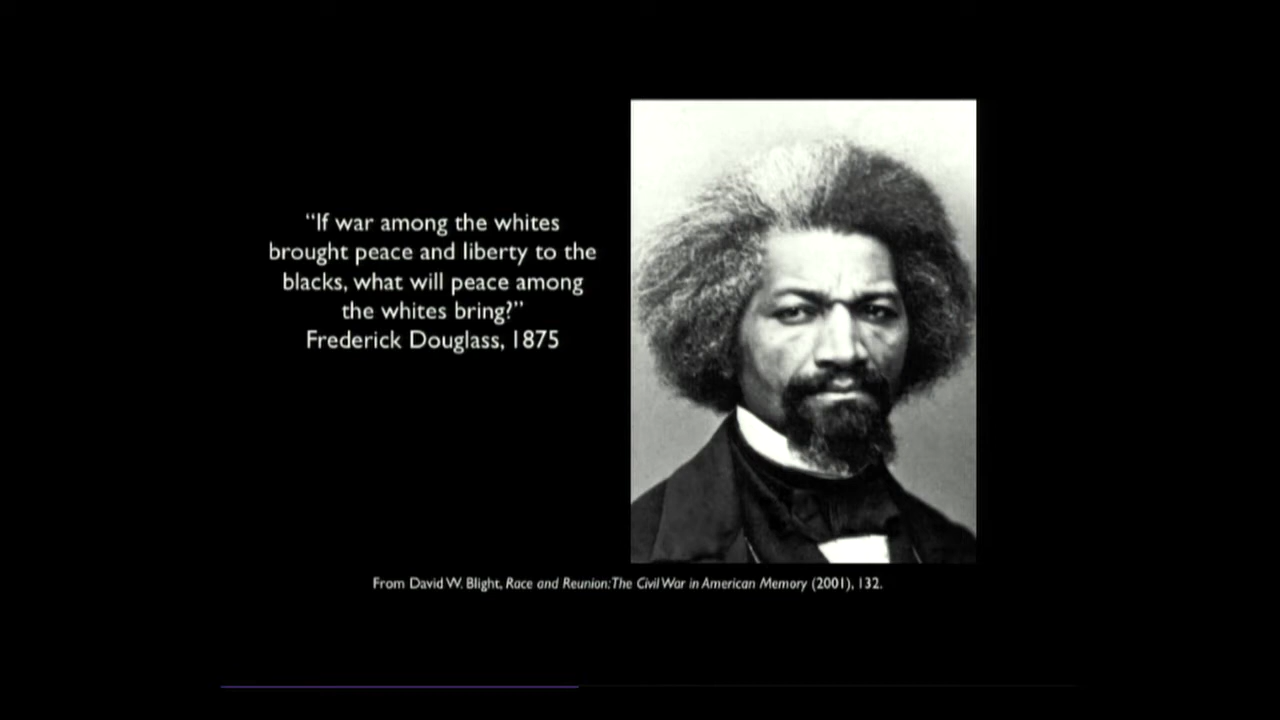 “If war among the whites
brought peace and liberty to the
blacks, what will peace among
the whites bring?”
Frederick Douglass, 1875
From David W. Blight, Race and Reunion:The Civil War in American Memory (2001), 132.